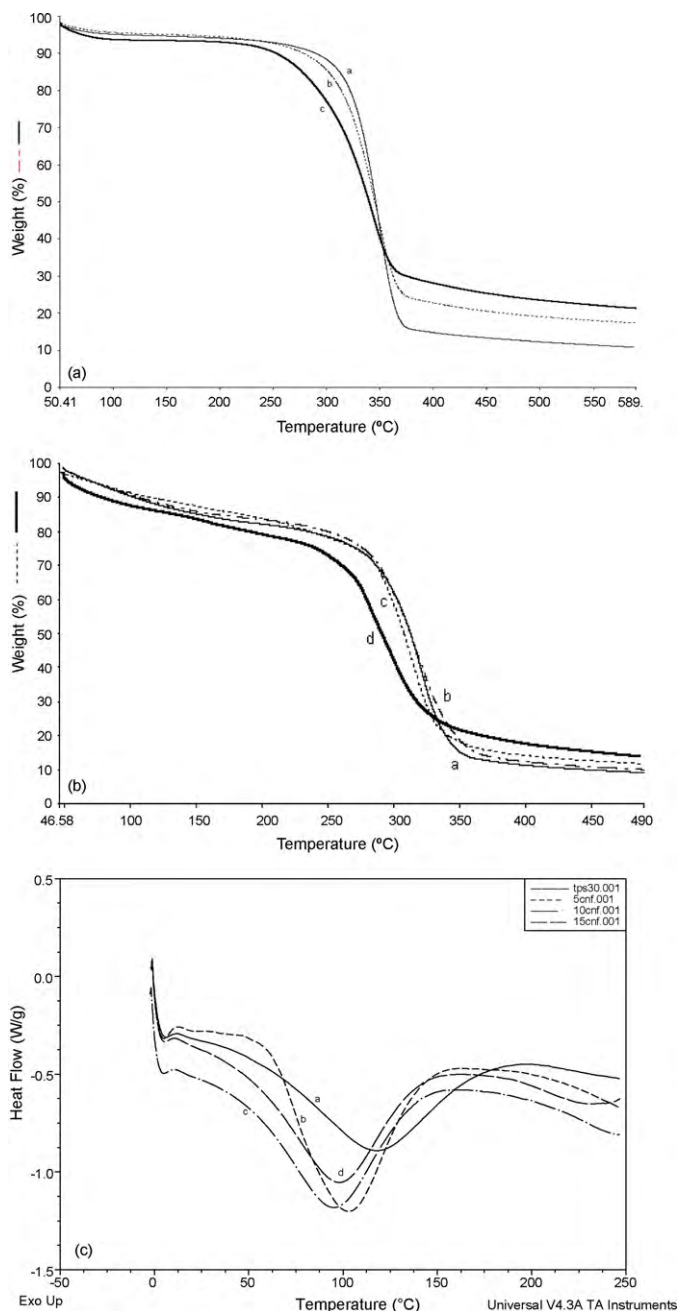 100
90
80
70
60
50
40
30
20
10
0
Weight (%)
a
b
c
(a)
50.41 100 150 200 250 300 350 400 450 500 550 589.
Temperature (ºC)
100
90
80
70
60
50
40
30
20
10
0
Weight (%)
c
d
b
a
(b)
46.58 100 150 200 250 300 350 400 450 490
Temperature (ºC)
0.5
0.0
-0.5
-1.0
-1.5
Heat Flow (W/g)
tps30.001
5cnf.001
10cnf.001
15cnf.001
a
b
c
d
(c)
-50 0 50 100 150 200 250
Exo Up Temperature (°C) Universal V4.3A TA Instruments